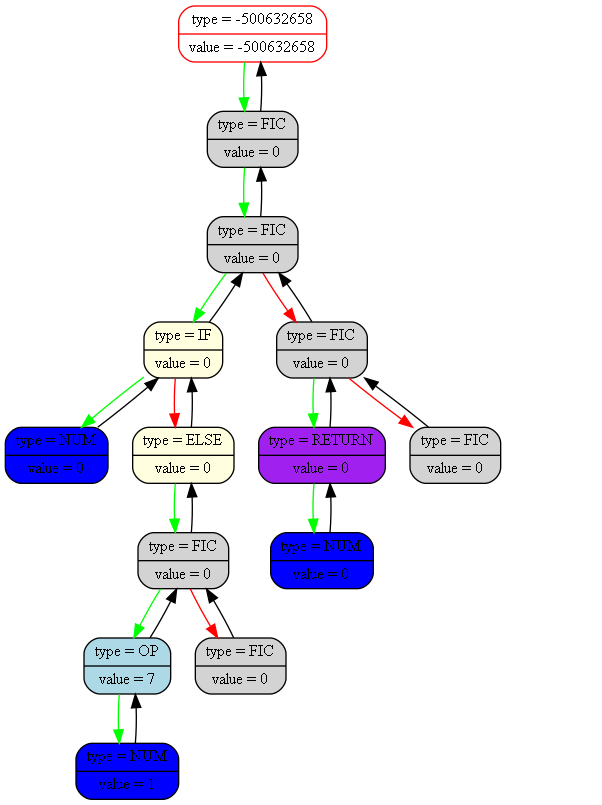 type = -500632658
value = -500632658
type = FIC
value = 0
type = FIC
value = 0
type = IF
value = 0
type = FIC
value = 0
type = NUM
value = 0
type = ELSE
value = 0
type = RETURN
value = 0
type = FIC
value = 0
type = FIC
value = 0
type = NUM
value = 0
type = OP
value = 7
type = FIC
value = 0
type = NUM
value = 1